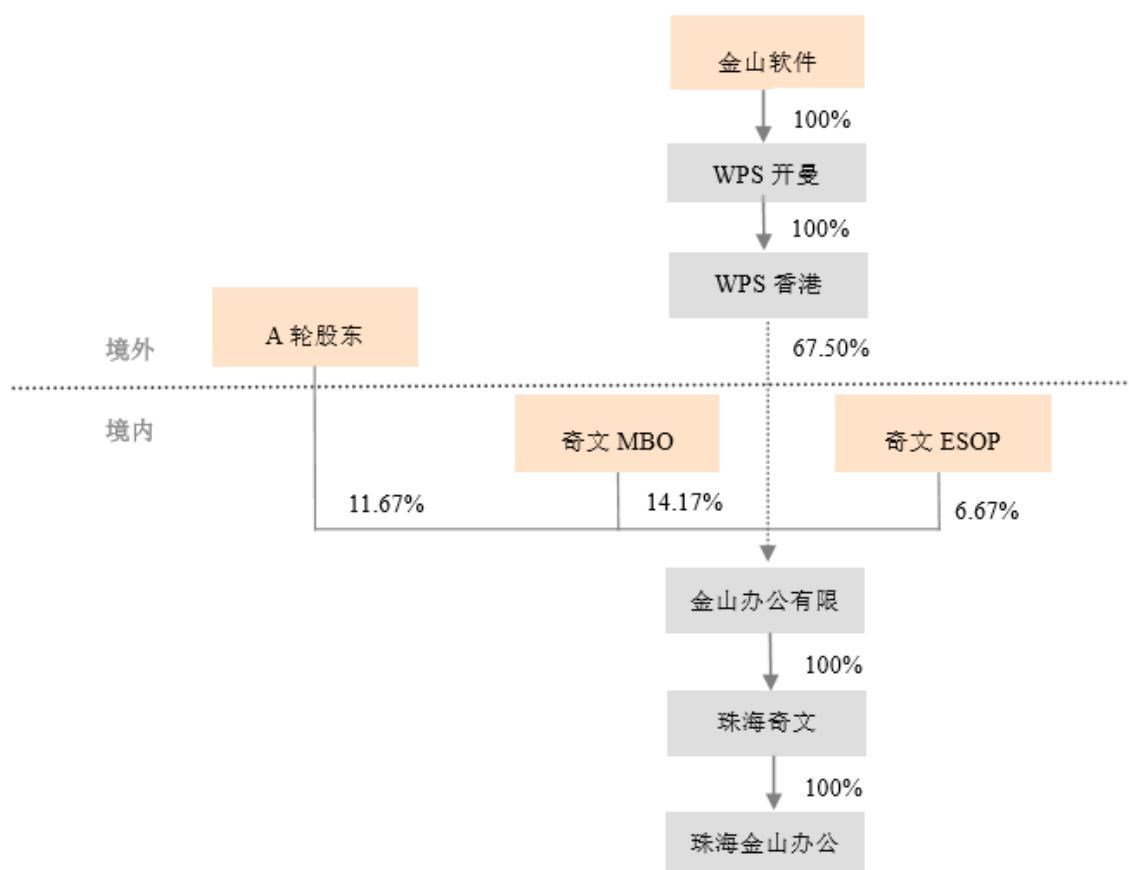 金山软件
100%
WPS 开曼
100%
WPS 香港
A 轮股东
境外
67.50%
境内
奇文 MBO
奇文 ESOP
11.67%
14.17%
6.67%
金山办公有限
100%
珠海奇文
100%
珠海金山办公